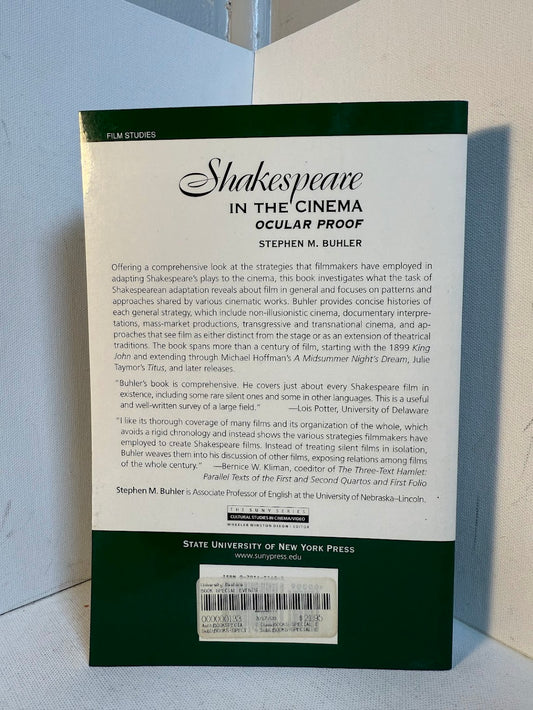 FILM STUDIES
Shakespeare
IN THE CINEMA
OCULAR PROOF
STEPHEN M. BUHLER
Offering a comprehensive look at the strategies that filmmakers have employed in
adapting Shakespeare's plays to the cinema, this book investigates what the task of
Shakespearean adaptation reveals about film in general and focuses on patterns and
approaches shared by various cinematic works. Buhler provides concise histories of
each general strategy, which include non-illusionistic cinema, documentary interpre-
tations, mass-market productions, transgressive and transnational cinema, and ap-
proaches that see film as either distinct from the stage or as an extension of theatrical
traditions. The book spans more than a century of film, starting with the 1899 King
John and extending through Michael Hoffman's A Midsummer Night's Dream, Julie
Taymor's Titus, and later releases.
"Buhler's book is comprehensive. He covers just about every Shakespeare film in
existence, including some rare silent ones and some in other languages. This is a useful
and well-written survey of a large field." —Lois Potter, University of Delaware
"I like its thorough coverage of many films and its organization of the whole, which
avoids a rigid chronology and instead shows the various strategies filmmakers have
employed to create Shakespeare films. Instead of treating silent films in isolation,
Buhler weaves them into his discussion of other films, exposing relations among films
of the whole century." —Bernice W. Kliman, coeditor of The Three-Text Hamlet:
Parallel Texts of the First and Second Quartos and First Folio
Stephen M. Buhler is Associate Professor of English at the University of Nebraska–Lincoln.
THE SUNY SERIES
CULTURAL STUDIES IN CINEMA/VIDEO
WHEELER WINSTON DIXON | EDITOR
STATE UNIVERSITY OF NEW YORK PRESS
www.sunypress.edu
University Bookstore
BOOK SPECIAL EVENTS